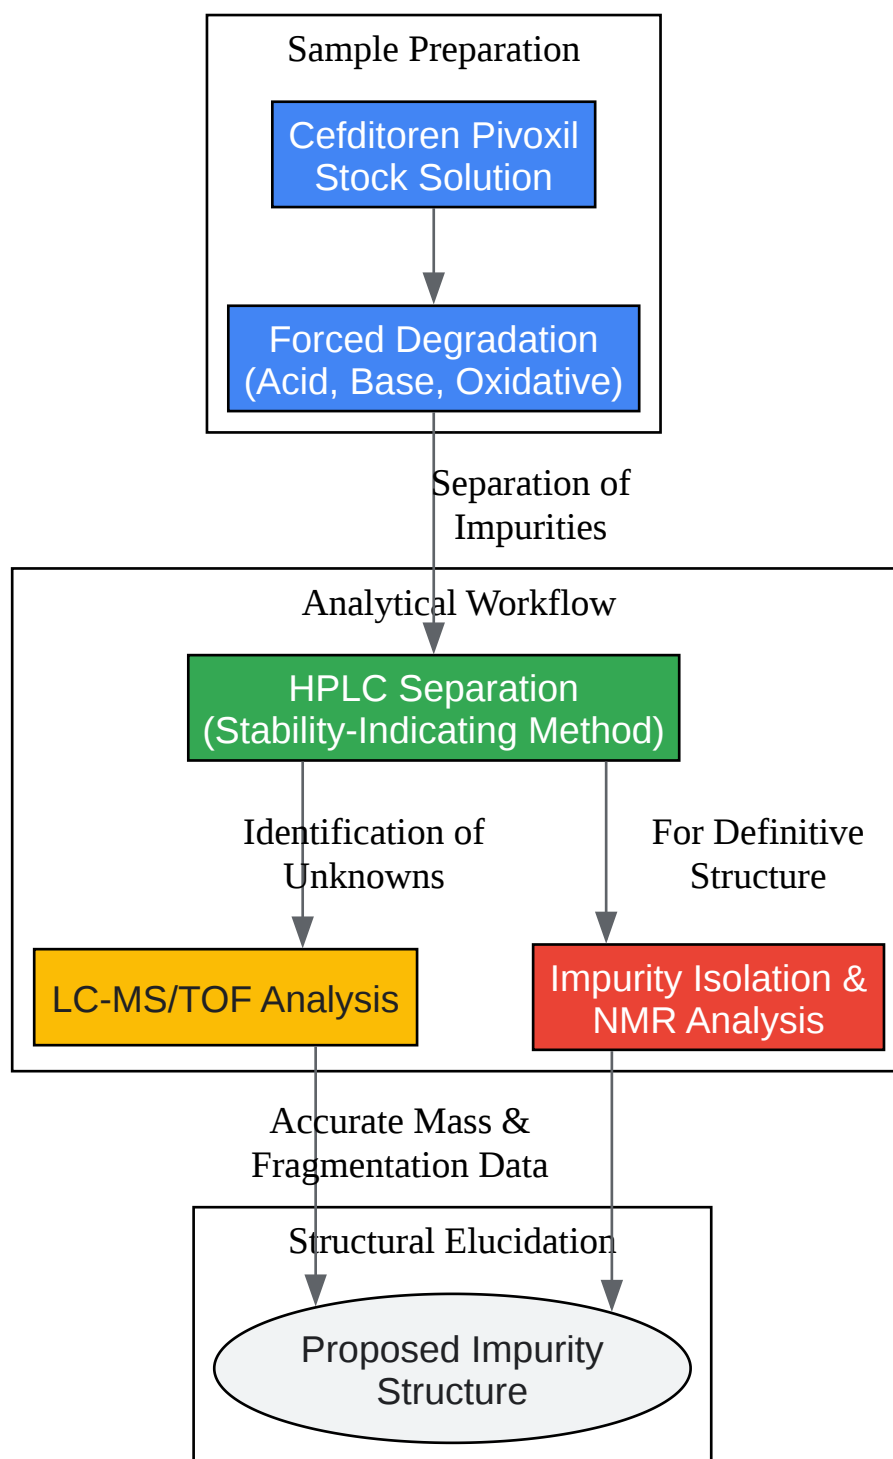 Sample Preparation
Cefditoren Pivoxil
Stock Solution
Forced Degradation
(Acid, Base, Oxidative)
Separation of
Impurities
Analytical Workflow
HPLC Separation
(Stability-Indicating Method)
Identification of
Unknowns
For Definitive
Structure
LC-MS/TOF Analysis
Impurity Isolation &
NMR Analysis
Accurate Mass &
Fragmentation Data
Structural Elucidation
Proposed Impurity
Structure